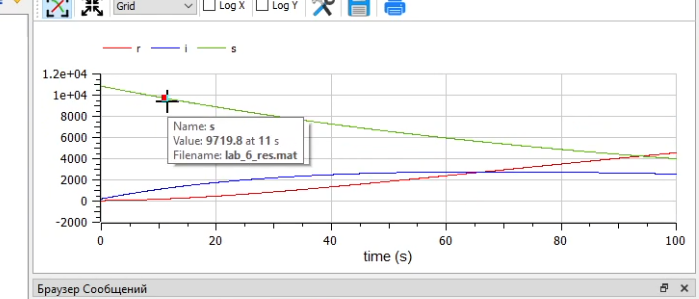 Grid Log X Log Y
r i s
1.2e+04
1e+04
8000
6000
4000
2000
0
-2000
Name: s
Value: 9719.8 at 11 s
Filename: lab_6_res.mat
0 20 40 60 80 100
time (s)
Браузер Сообщений